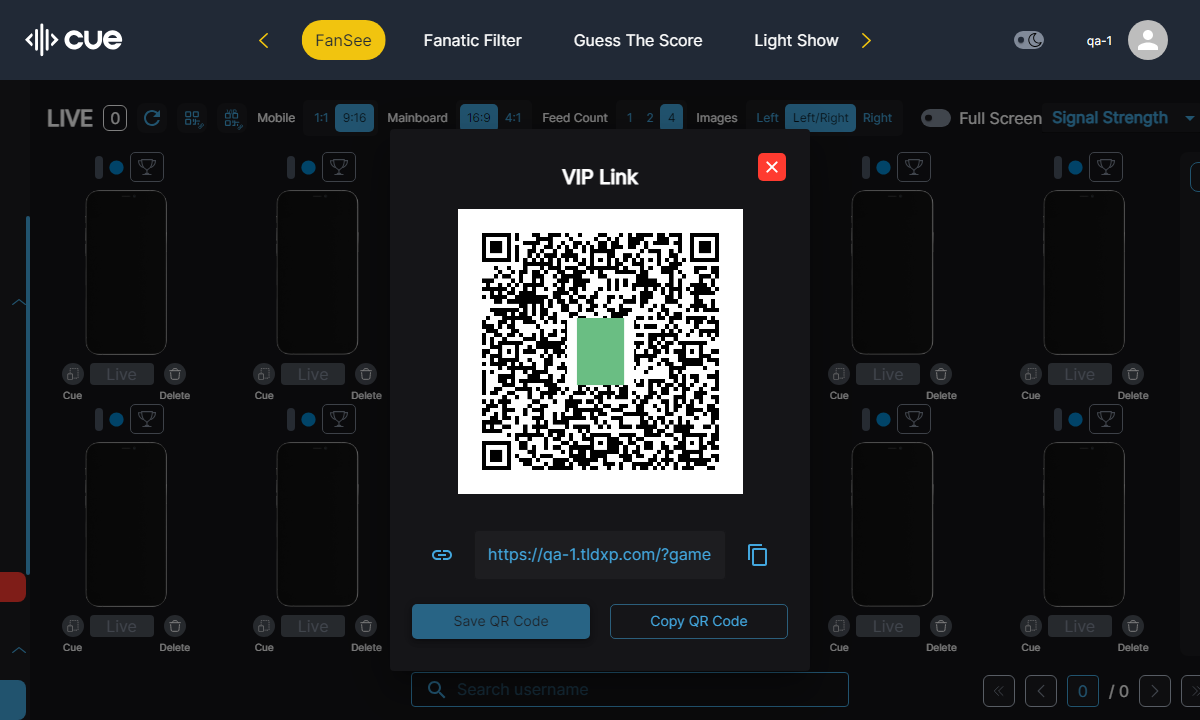 cue
FanSee
Fanatic Filter
Guess The Score
Light Show
qa-1
LIVE 0
Mobile 1:1 9:16
Mainboard 16:9 4:1
Feed Count 1 2 4
Images Left Left/Right Right
Full Screen
Signal Strength
VIP Link
Cue Live Delete
Cue Live Delete
Cue Live Delete
Cue Live Delete
https://qa-1.tldxp.com/?game
Save QR Code
Copy QR Code
Cue Live Delete
Cue Live Delete
Cue Live Delete
Cue Live Delete
Search username
0 / 0